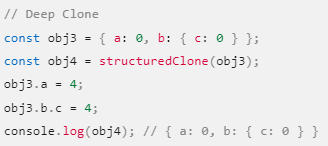 // Deep Clone
const obj3 = { a: 0, b: { c: 0 } };
const obj4 = structuredClone(obj3);
obj3.a = 4;
obj3.b.c = 4;
console.log(obj4); // { a: 0, b: { c: 0 } }